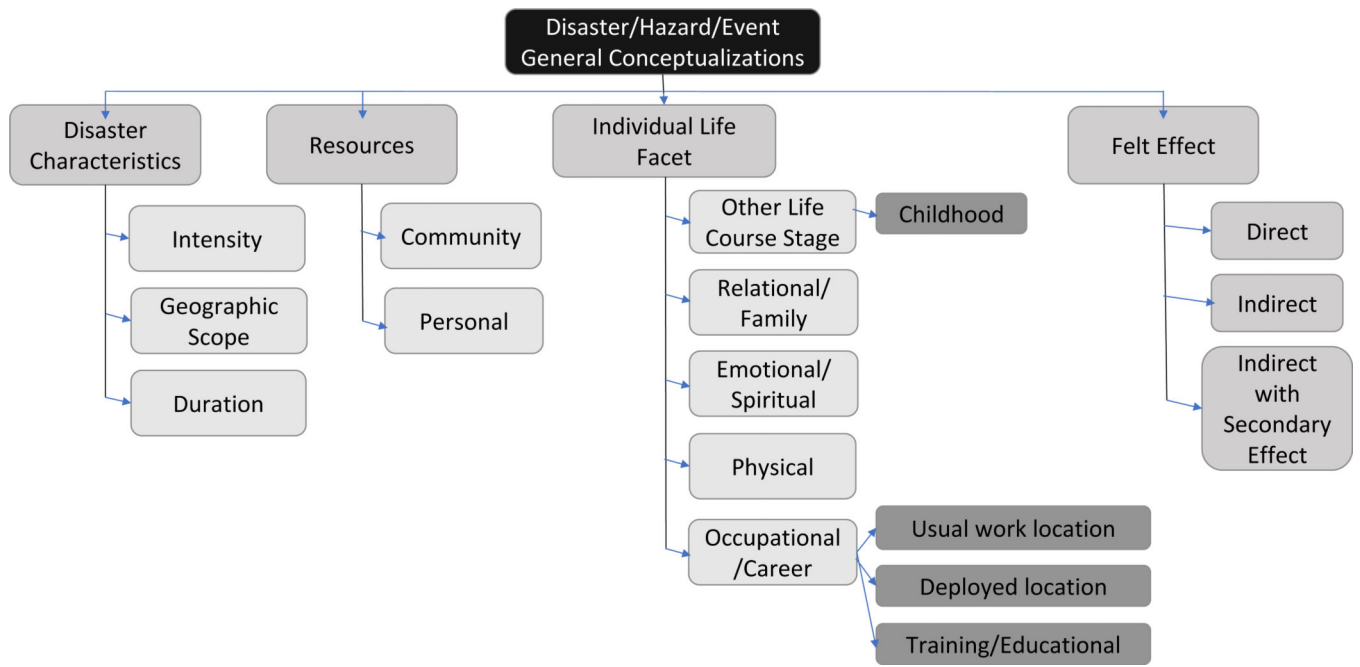 Disaster/Hazard/Event
General Conceptualizations
Disaster
Characteristics
Intensity
Geographic
Scope
Duration
Resources
Community
Personal
Individual Life
Facet
Other Life
Course Stage
Childhood
Relational/
Family
Emotional/
Spiritual
Physical
Occupational
/Career
Usual work location
Deployed location
Training/Educational
Felt Effect
Direct
Indirect
Indirect
with
Secondary
Effect